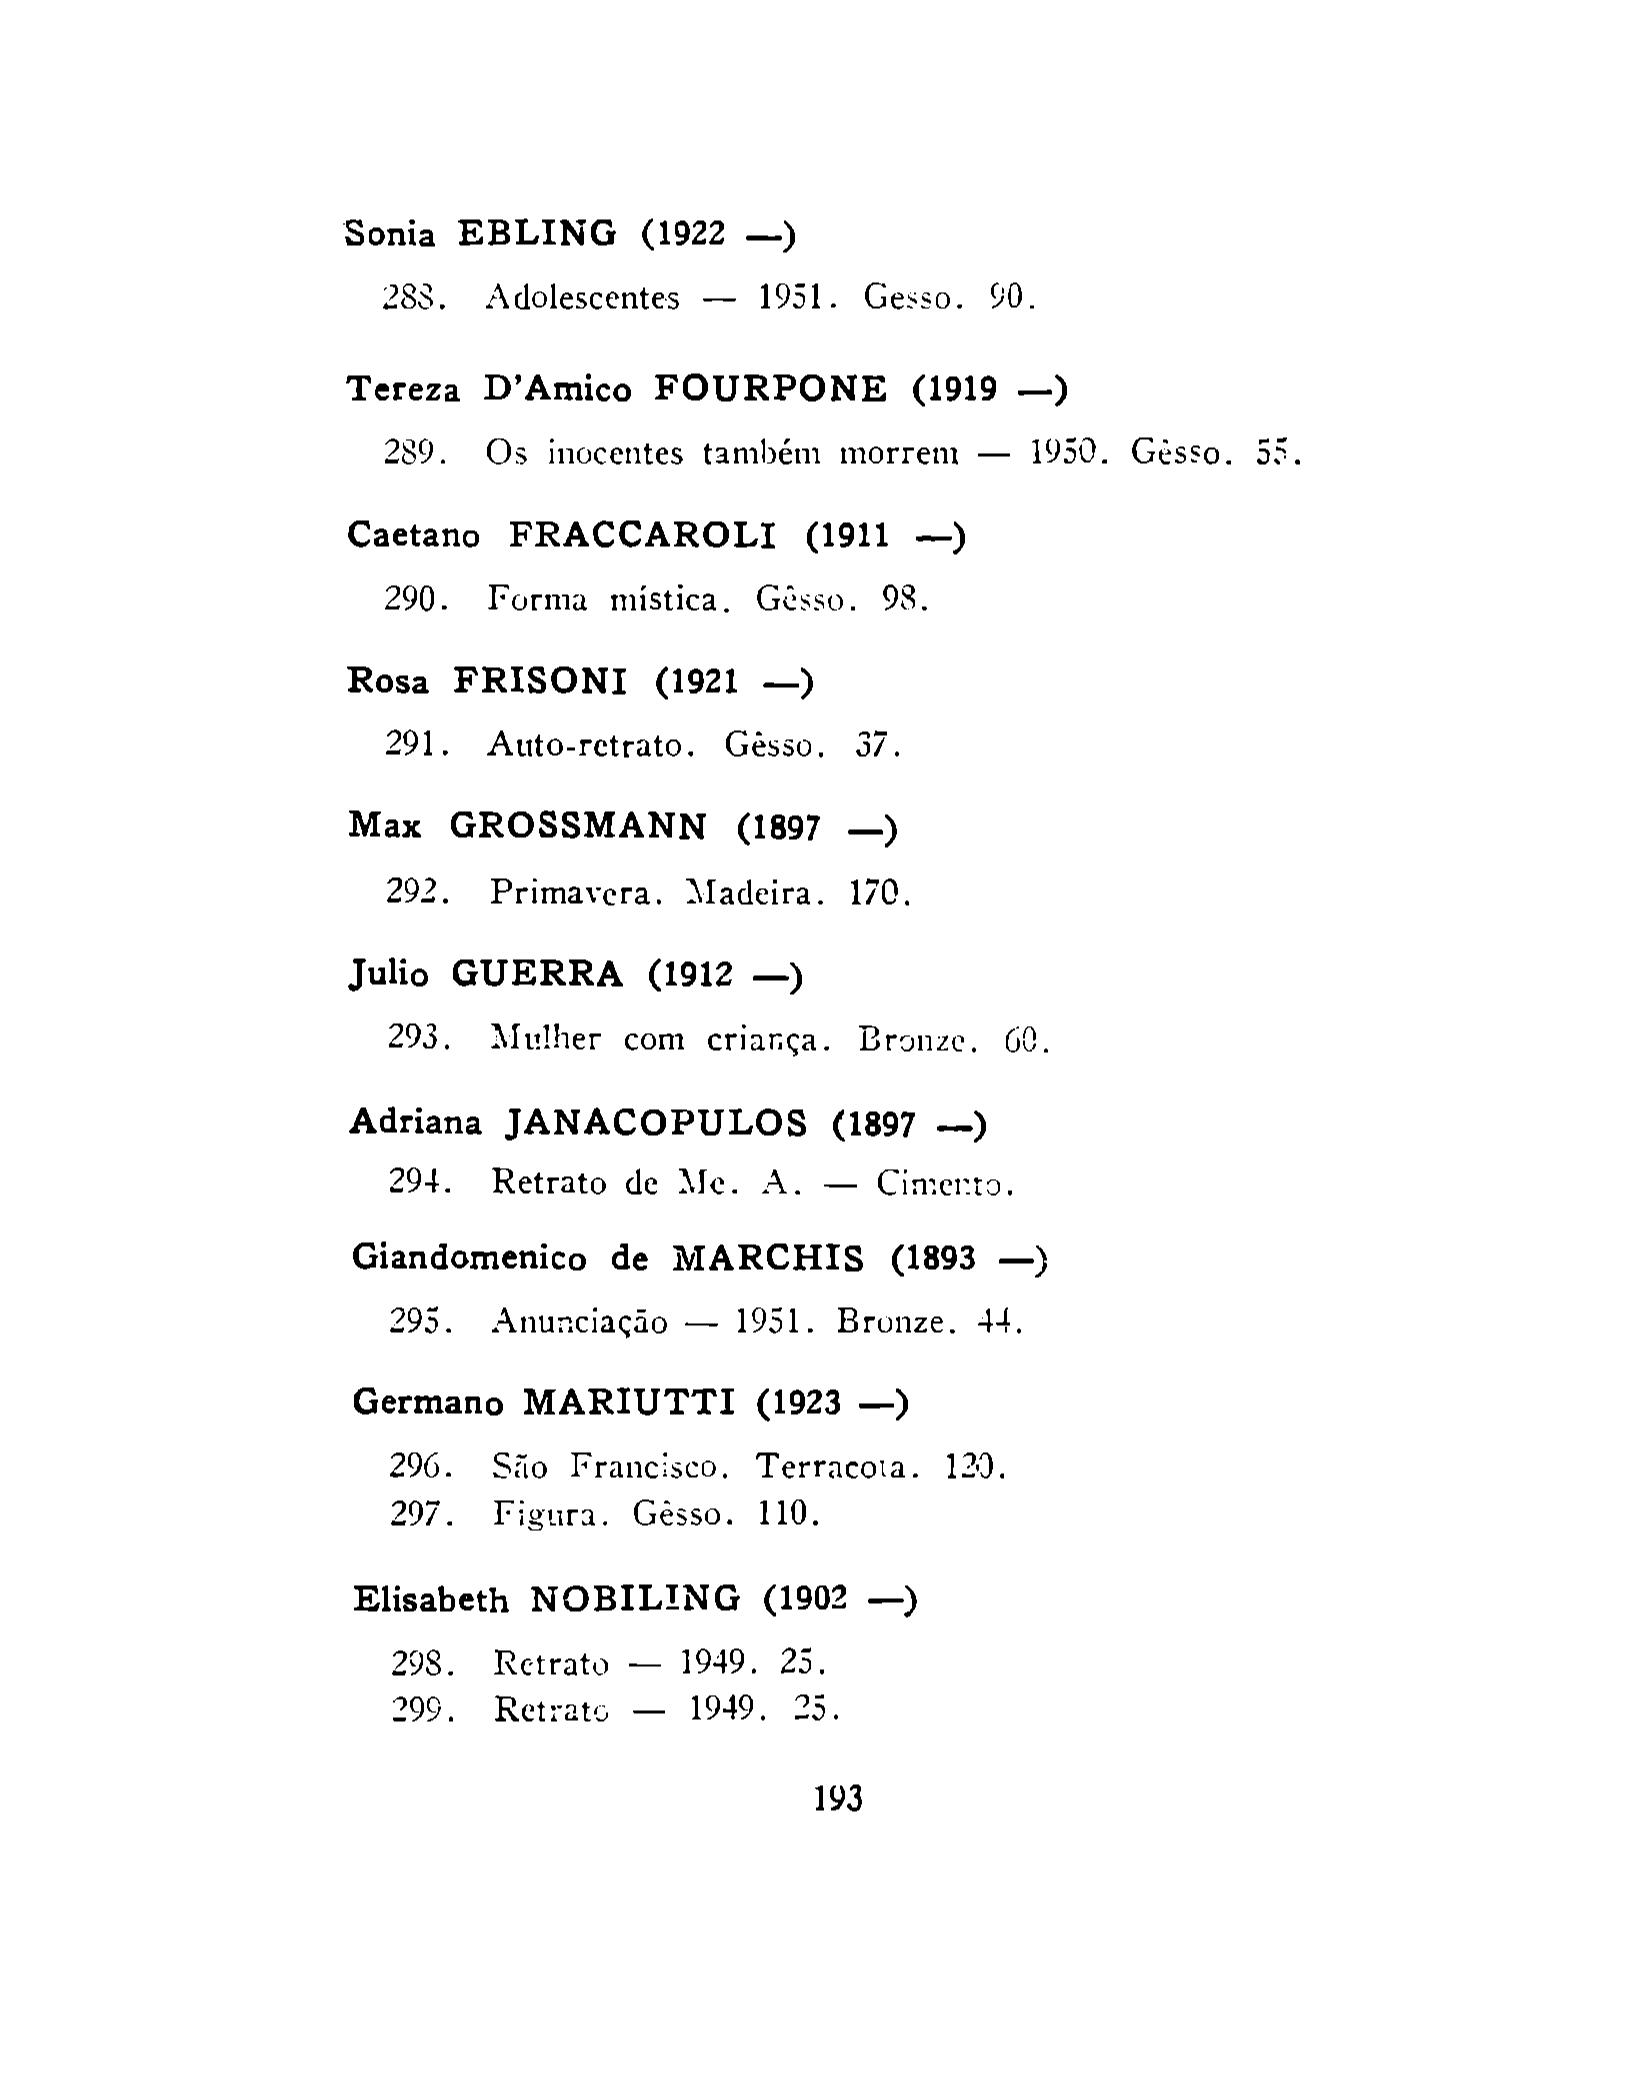 Sonia EBLING (1922 —)
288. Adolescentes — 1951. Gesso. 90.
Tereza D'Amico FOURPONE (1919 —)
289. Os inocentes também morrem — 1950. Gêsso. 55.
Caetano FRACCAROLI (1911 —)
290. Forma mística. Gêsso. 98.
Rosa FRISONI (1921 —)
291. Auto-retrato. Gêsso. 37.
Max GROSSMANN (1897 —)
292. Primavera. Madeira. 170.
Julio GUERRA (1912 —)
293. Mulher com criança. Bronze. 60.
Adriana JANACOPULOS (1897 —)
294. Retrato de Me. A. — Cimento.
Giandomenico de MARCHIS (1893 —)
295. Anunciação — 1951. Bronze. 44.
Germano MARIUTTI (1923 —)
296. São Francisco. Terracota. 120.
297. Figura. Gêsso. 110.
Elisabeth NOBILING (1902 —)
298. Retrato — 1949. 25.
299. Retrato — 1949. 25.
193